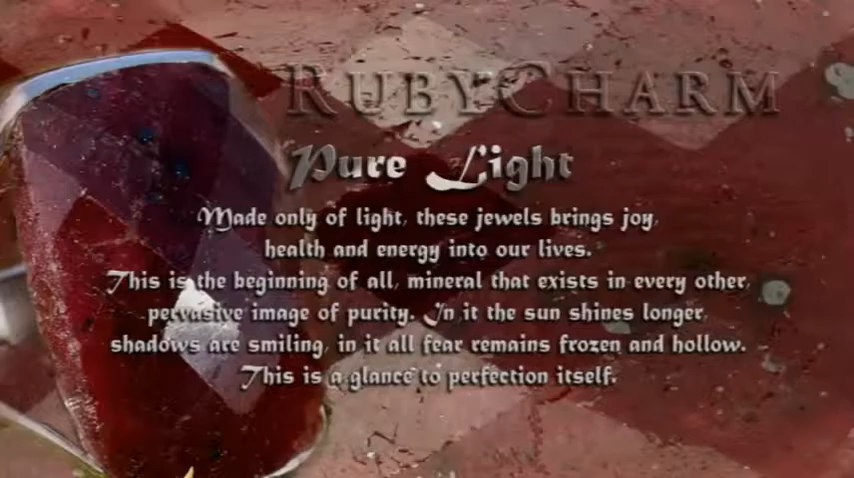 RubyCharm
Pure Light
Made only of light, these jewels brings joy,
health and energy into our lives.
This is the beginning of all, mineral that exists in every other,
pervasive image of purity. In it the sun shines longer,
shadows are smiling, in it all fear remains frozen and hollow.
This is a glance to perfection itself.